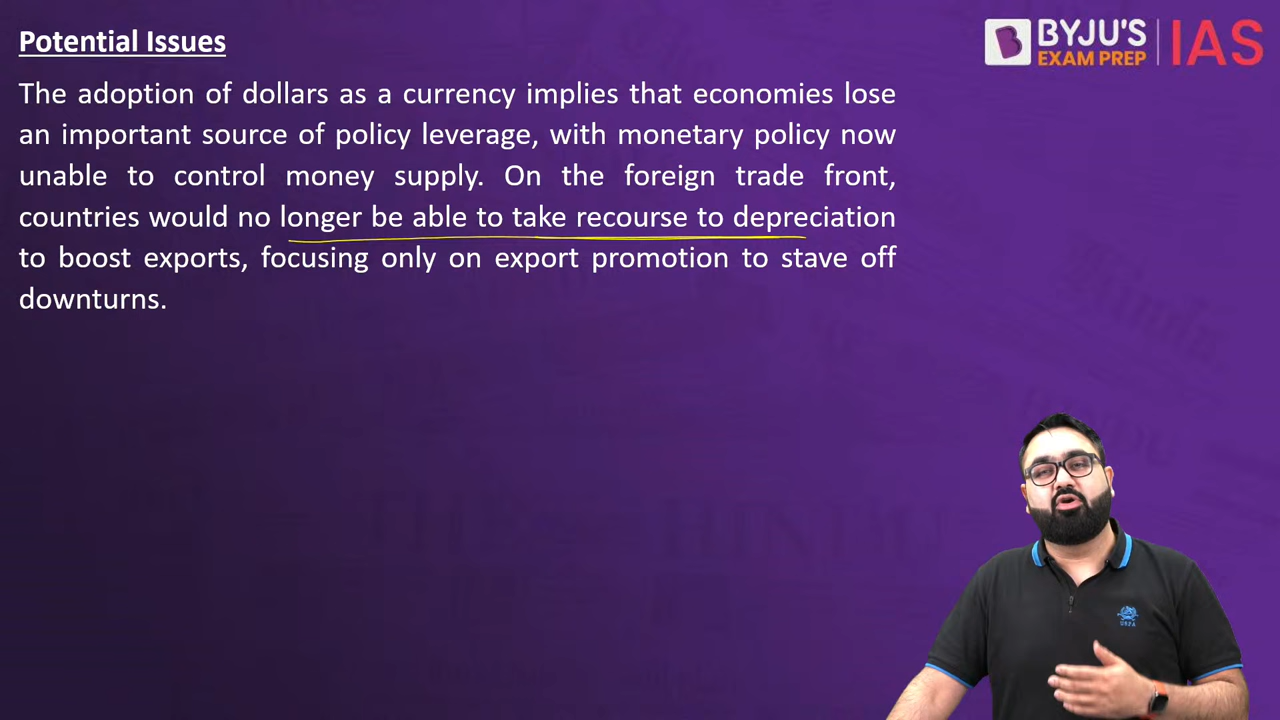 Potential Issues
BYJU'S
EXAM PREP
IAS
The adoption of dollars as a currency implies that economies lose
an important source of policy leverage, with monetary policy now
unable to control money supply. On the foreign trade front,
countries would no longer be able to take recourse to depreciation
to boost exports, focusing only on export promotion to stave off
downturns.
USPA